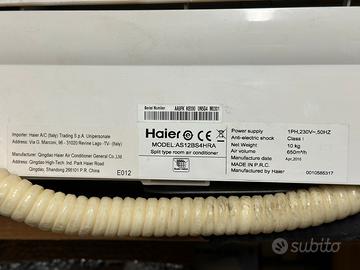 Serial Number
Haier CE
MODEL:AS12BS4HRA
Split type room air conditioner
Power supply 1PH,230V~,50HZ
Anti-electric shock Class I
Net Weight 10 kg
Air volume 650m³/h
Manufacture date Apr,2016
MADE IN P.R.C.
Manufactured by Haier 0010585317
Importer: Haier A/C (Italy) Trading S.p.A. Unipersonale
Address: Via G. Marconi, 96 - 31020 Revine Lago -TV- (Italy)
Manufacturer: Qingdao Haier Air Conditioner General Co.,Ltd
Address: Qingdao High-Tech. Ind. Park Haier Road,
Qingdao, Shandong 266101 P.R. China
E012
subito